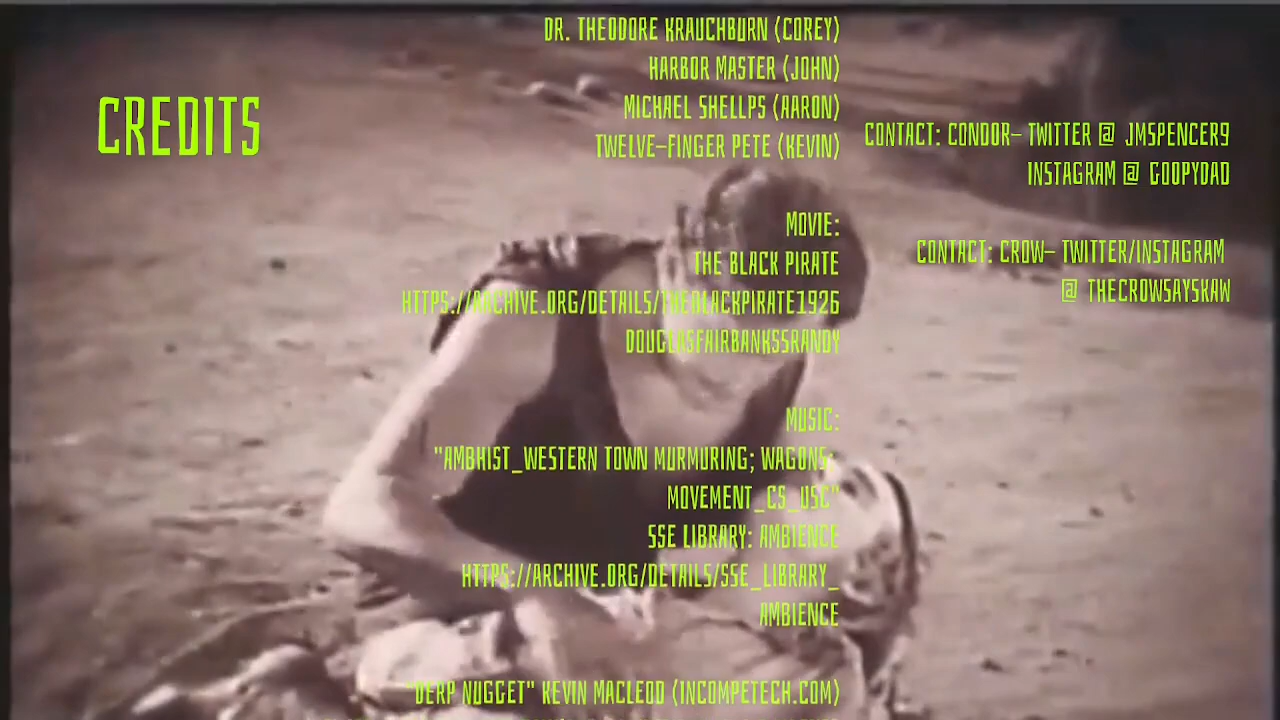 CREDITS
DR. THEODORE KRAUCHBURN (COREY)
HARBOR MASTER (JOHN)
MICHAEL SHELLPS (AARON)
TWELVE-FINGER PETE (KEVIN)
MOVIE:
THE BLACK PIRATE
HTTPS://ARCHIVE.ORG/DETAILS/THEBLACKPIRATE1926
DOUGLASFAIRBANKSSRANDY
MUSIC:
"AMBHIST_WESTERN TOWN MURMURING; WAGONS;
MOVEMENT_CS_USC"
SSE LIBRARY: AMBIENCE
HTTPS://ARCHIVE.ORG/DETAILS/SSE_LIBRARY_
AMBIENCE
"DERP NUGGET" KEVIN MACLEOD (INCOMPETECH.COM)
CONTACT: CONDOR- TWITTER @ JMSPENCER9
INSTAGRAM @ GOOPYDAD
CONTACT: CROW- TWITTER/INSTAGRAM
@ THECROWSAYSKAW